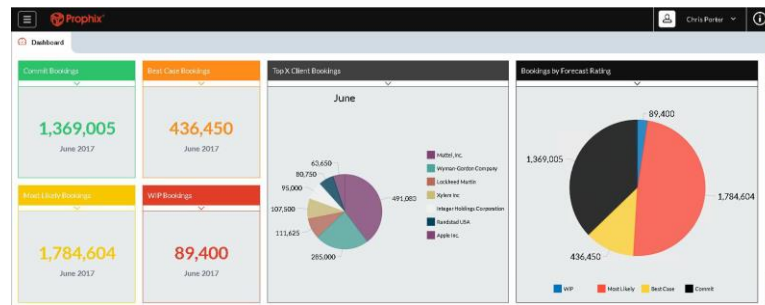 Prophix
Chris Porter
Dashboard
Commit Bookings
1,369,005
June 2017
Best Case Bookings
436,450
June 2017
Most Likely Bookings
1,784,604
June 2017
WIP Bookings
89,400
June 2017
Top X Client Bookings
June
63,650
80,750
95,000
107,500
111,625
285,000
491,080
Mattel, Inc.
Wyman-Gordon Company
Lockheed Martin
Xylem Inc
Integer Holdings Corporation
Randstad USA
Apple Inc.
Bookings by Forecast Rating
89,400
1,369,005
1,784,604
436,450
WIP
Most Likely
Best Case
Commit